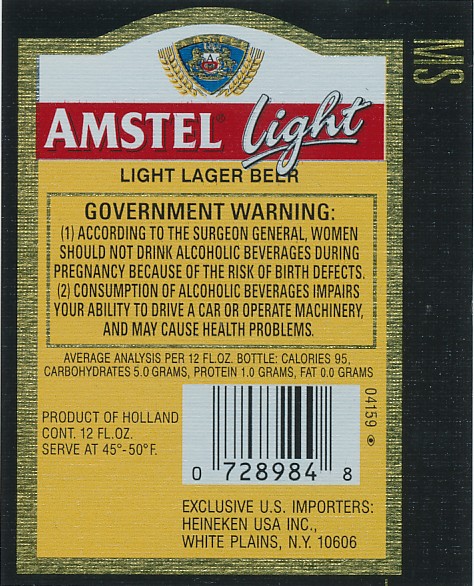 MS
AMSTEL® Light
LIGHT LAGER BEER
GOVERNMENT WARNING:
(1) ACCORDING TO THE SURGEON GENERAL, WOMEN
SHOULD NOT DRINK ALCOHOLIC BEVERAGES DURING
PREGNANCY BECAUSE OF THE RISK OF BIRTH DEFECTS.
(2) CONSUMPTION OF ALCOHOLIC BEVERAGES IMPAIRS
YOUR ABILITY TO DRIVE A CAR OR OPERATE MACHINERY,
AND MAY CAUSE HEALTH PROBLEMS.
AVERAGE ANALYSIS PER 12 FL.OZ. BOTTLE: CALORIES 95,
CARBOHYDRATES 5.0 GRAMS, PROTEIN 1.0 GRAMS, FAT 0.0 GRAMS
PRODUCT OF HOLLAND
CONT. 12 FL.OZ.
SERVE AT 45°-50°F.
04159
0 728984 8
EXCLUSIVE U.S. IMPORTERS:
HEINEKEN USA INC.,
WHITE PLAINS, N.Y. 10606